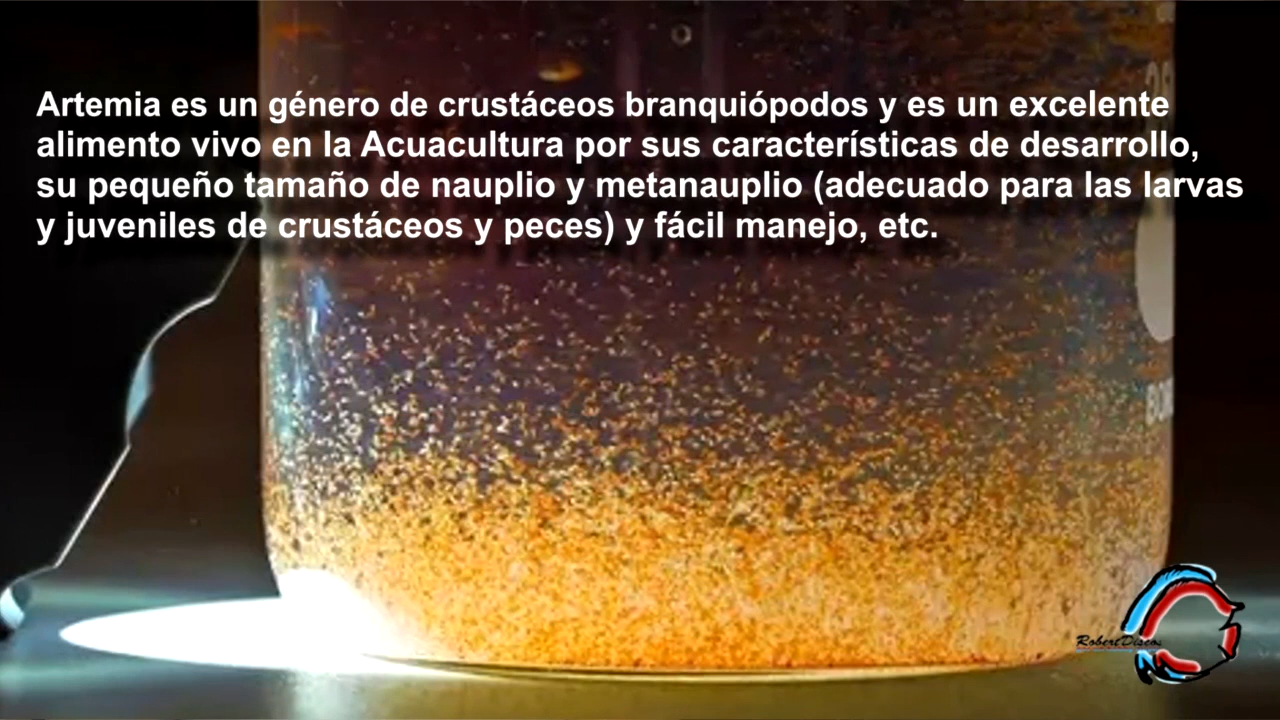 Artemia es un género de crustáceos branquiópodos y es un excelente
alimento vivo en la Acuacultura por sus características de desarrollo,
su pequeño tamaño de nauplio y metanauplio (adecuado para las larvas
y juveniles de crustáceos y peces) y fácil manejo, etc.
RobertDiscos